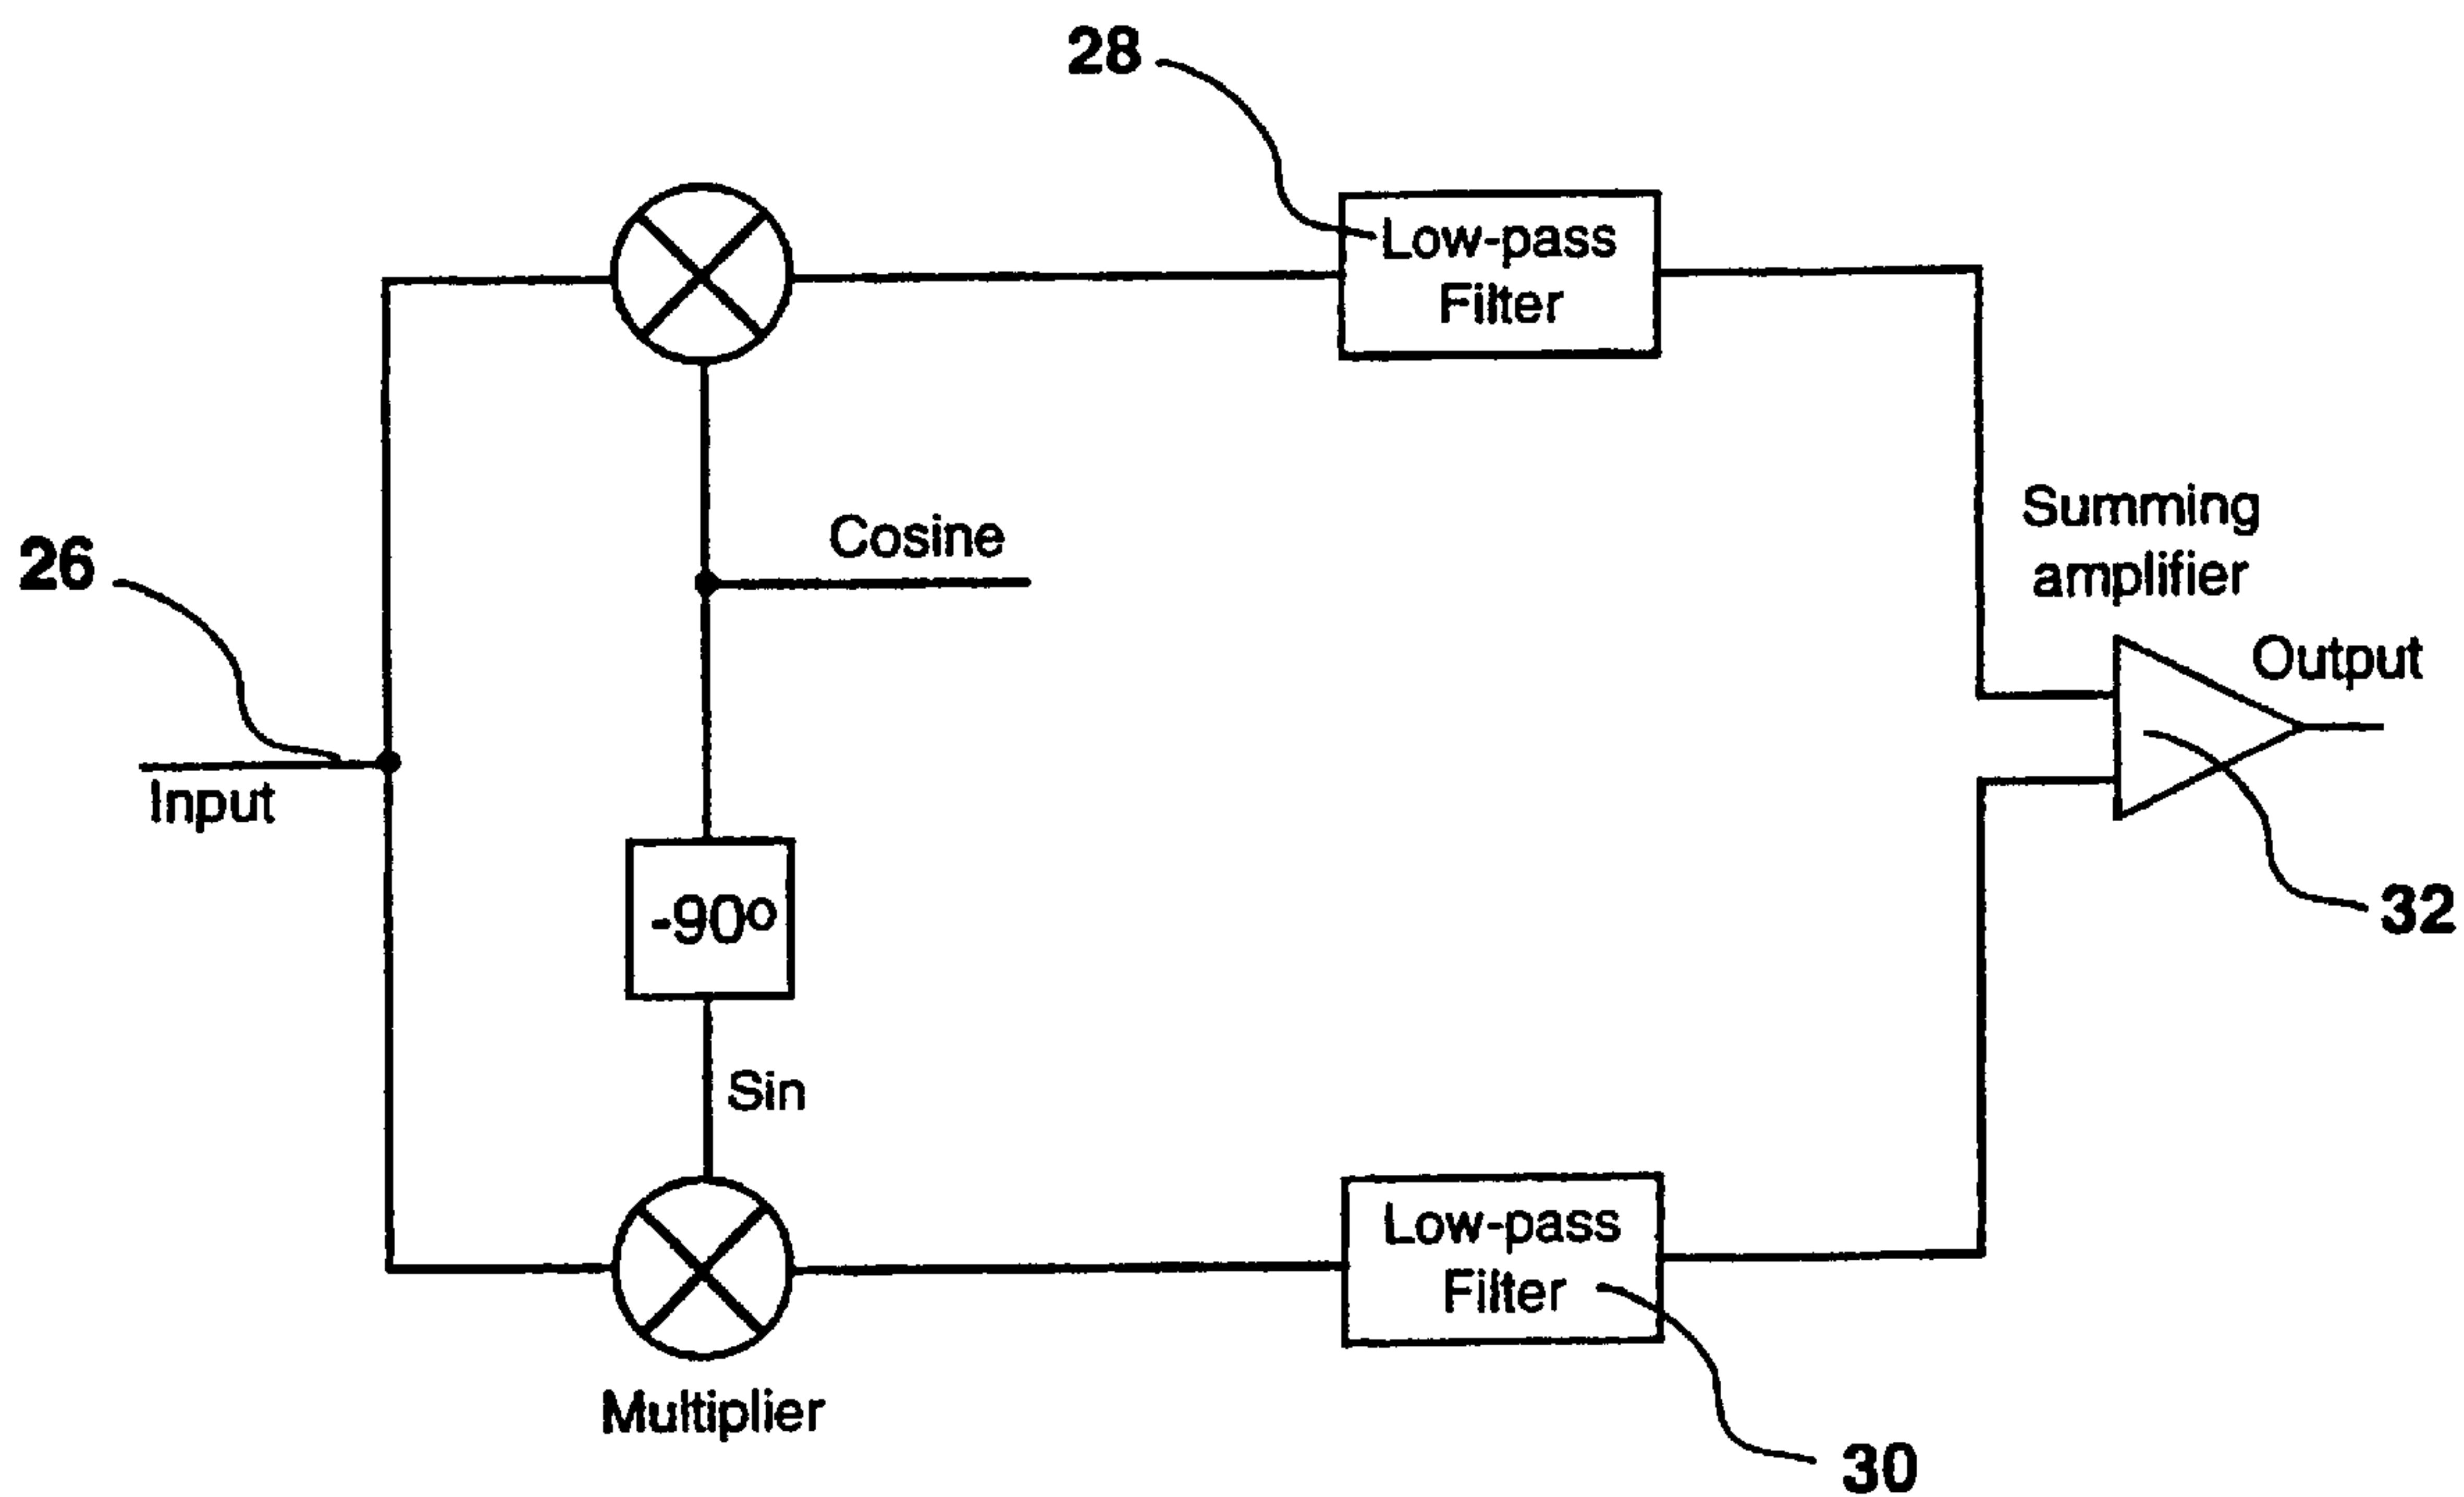 28
Low-pass
Filter
Summing
amplifier
Cosine
26
Output
Input
-90º
32
Sin
Low-pass
Filter
Multiplier
30